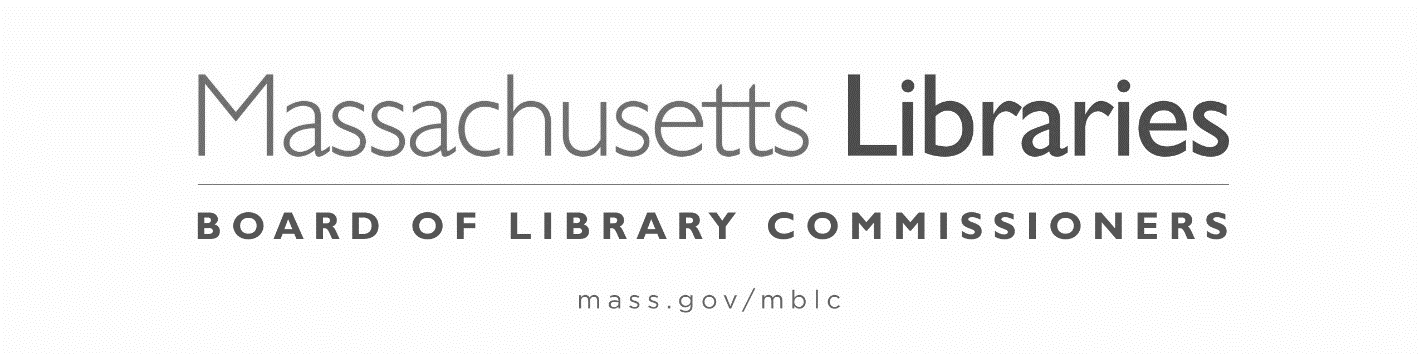 Massachusetts Libraries
BOARD OF LIBRARY COMMISSIONERS
mass.gov/mblc